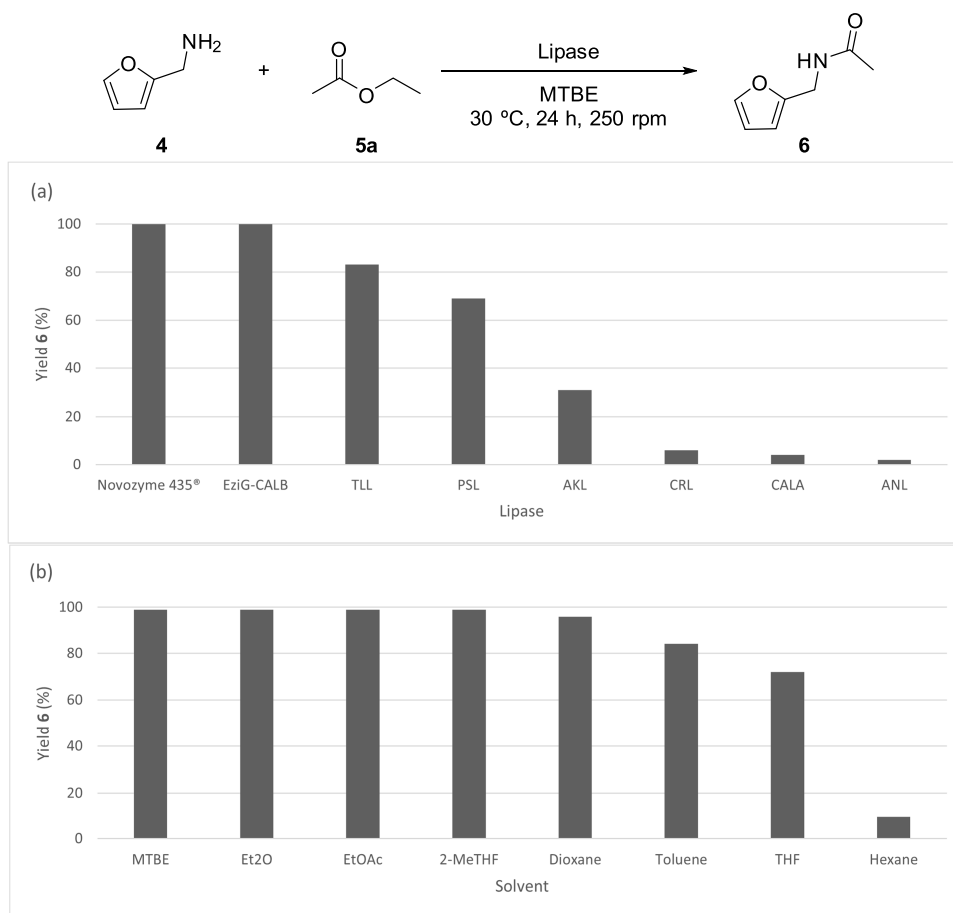 NH2
O
O
O
+
Lipase
MTBE
30 ºC, 24 h, 250 rpm
O
NH
O
4
5a
6
(a)
Yield 6 (%)
100
80
60
40
20
0
Novozyme 435® EziG-CALB TLL PSL AKL CRL CALA ANL
Lipase
(b)
Yield 6 (%)
100
80
60
40
20
0
MTBE Et2O EtOAc 2-MeTHF Dioxane Toluene THF Hexane
Solvent